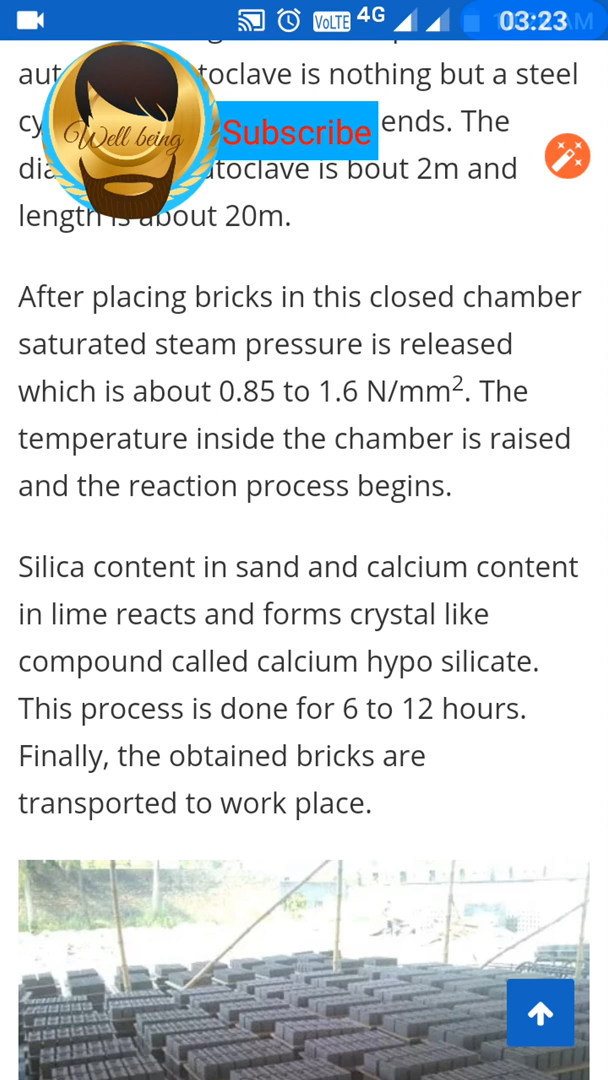 VoLTE 4G 03:23 AM
aut toclave is nothing but a steel
cy ends. The
dia utoclave is bout 2m and
length is about 20m.
Well being
Subscribe
After placing bricks in this closed chamber
saturated steam pressure is released
which is about 0.85 to 1.6 N/mm². The
temperature inside the chamber is raised
and the reaction process begins.
Silica content in sand and calcium content
in lime reacts and forms crystal like
compound called calcium hypo silicate.
This process is done for 6 to 12 hours.
Finally, the obtained bricks are
transported to work place.